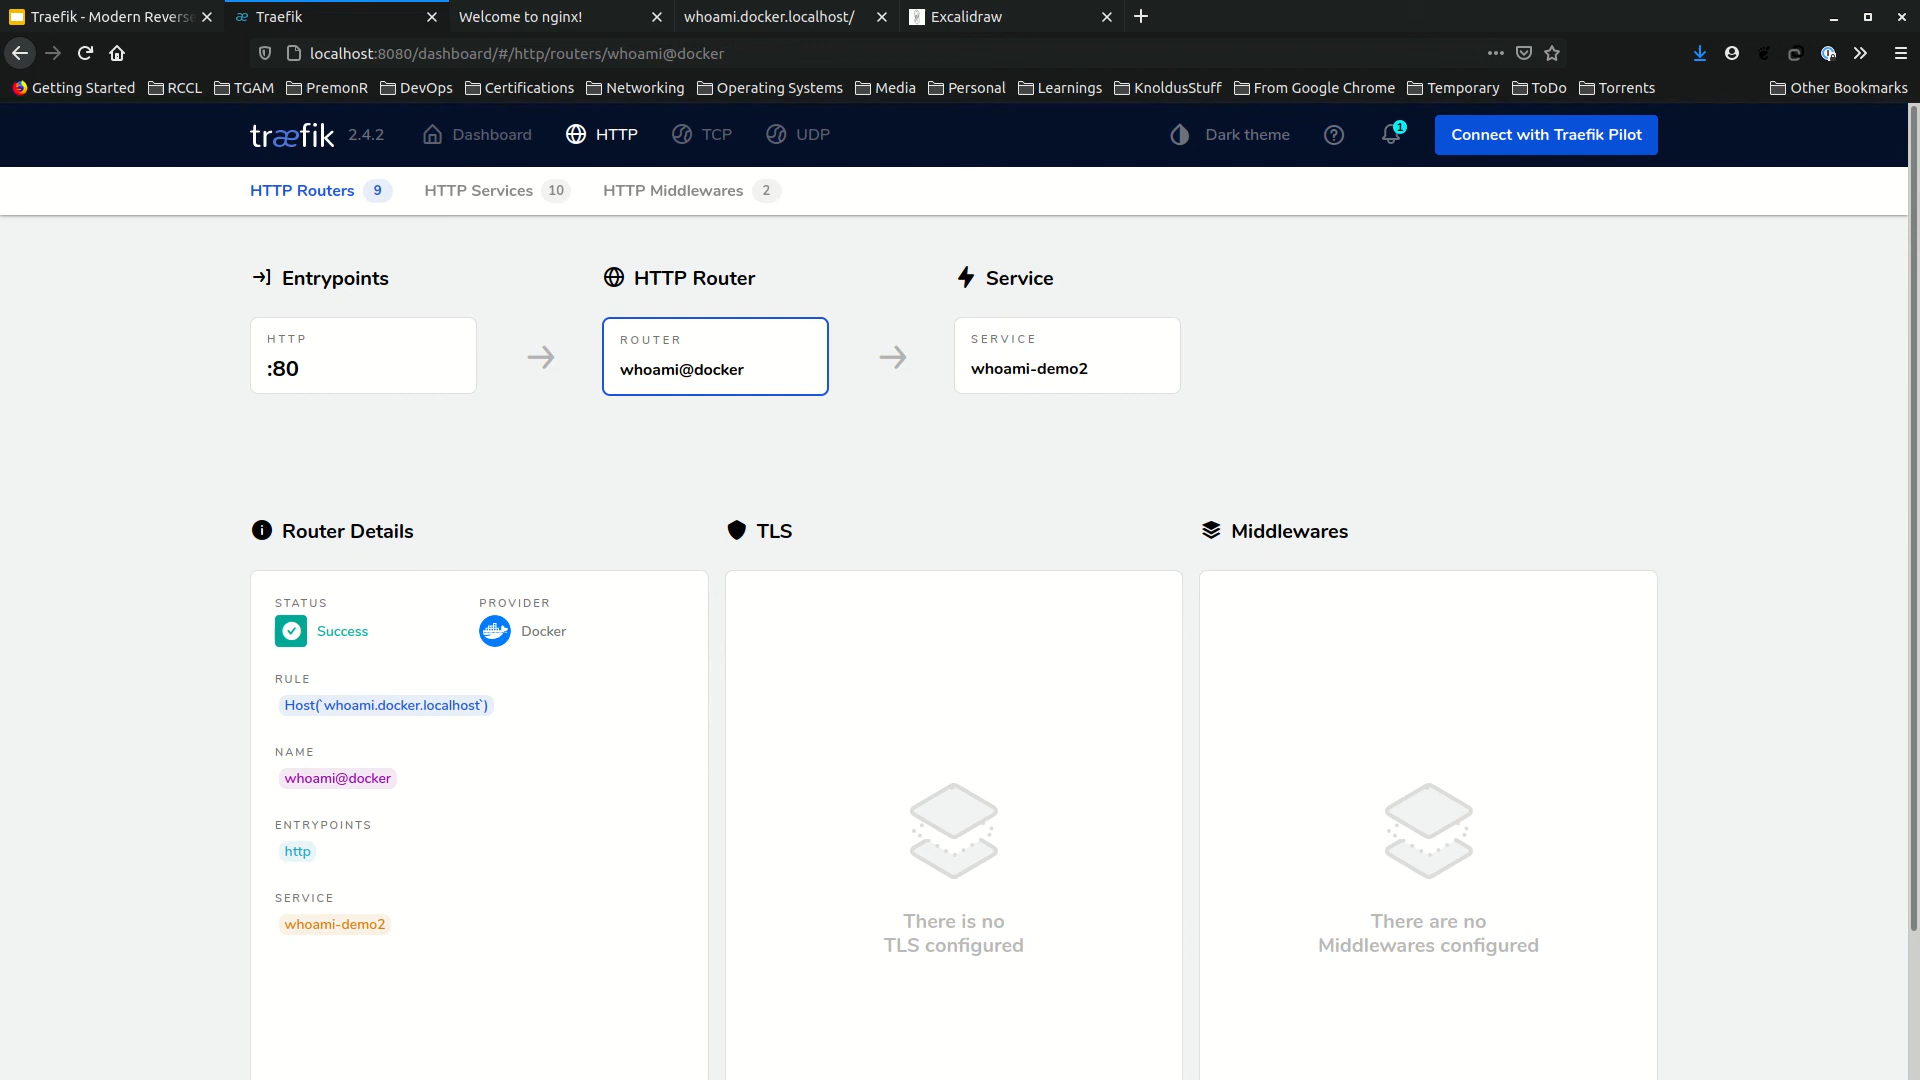 Traefik - Modern Reverse
Traefik
Welcome to nginx!
whoami.docker.localhost/
Excalidraw
localhost:8080/dashboard/#/http/routers/whoami@docker
Getting Started
RCCL
TGAM
PremonR
DevOps
Certifications
Networking
Operating Systems
Media
Personal
Learnings
KnoldusStuff
From Google Chrome
Temporary
ToDo
Torrents
Other Bookmarks
træfik 2.4.2
Dashboard
HTTP
TCP
UDP
Dark theme
1
Connect with Traefik Pilot
HTTP Routers 9
HTTP Services 10
HTTP Middlewares 2
Entrypoints
HTTP Router
Service
HTTP
:80
ROUTER
whoami@docker
SERVICE
whoami-demo2
Router Details
TLS
Middlewares
STATUS
Success
PROVIDER
Docker
RULE
Host(`whoami.docker.localhost`)
NAME
whoami@docker
ENTRYPOINTS
http
SERVICE
whoami-demo2
There is no
TLS configured
There are no
Middlewares configured